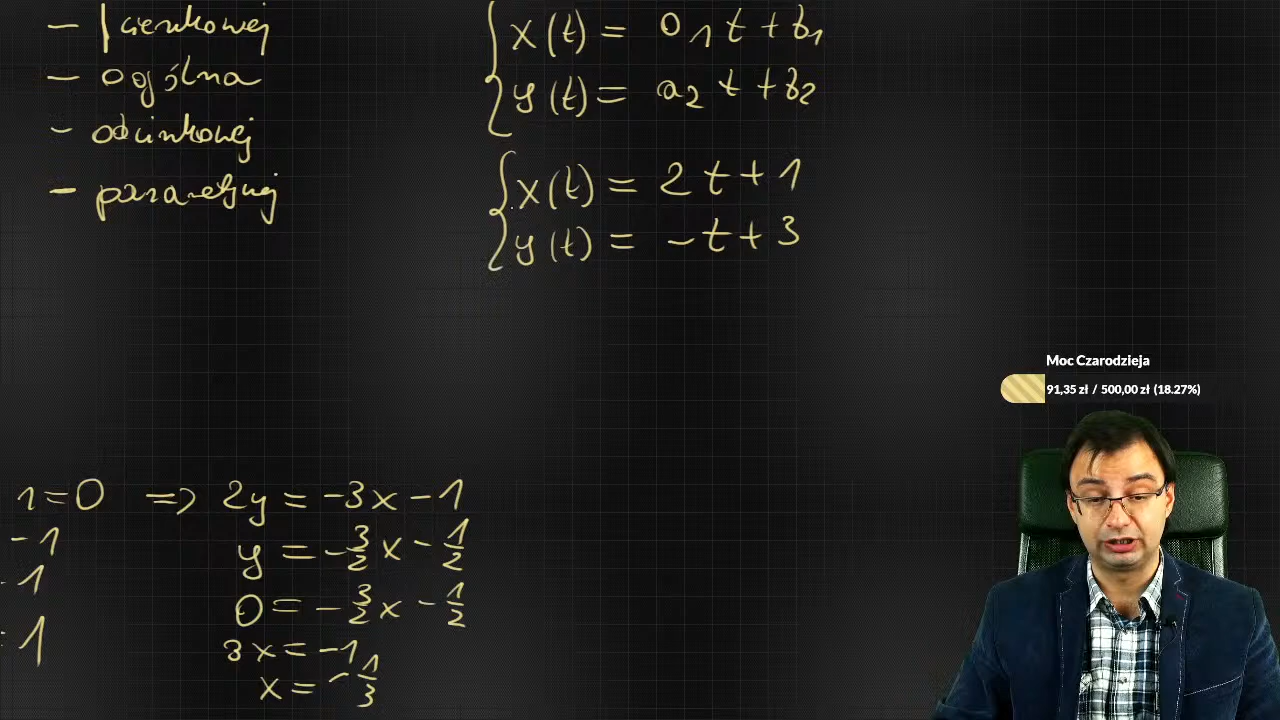 - kierunkowej
- ogólna
- odcinkowej
- parametrycznej
x(t) = a₁t + b₁
y(t) = a₂t + b₂
x(t) = 2t + 1
y(t) = -t + 3
Moc Czarodzieja
91,35 zł / 500,00 zł (18.27%)
1 = 0 => 2y = -3x - 1
-1
y = -3/2 x - 1/2
-1
0 = -3/2 x - 1/2
-1
3x = -1
x = -1/3